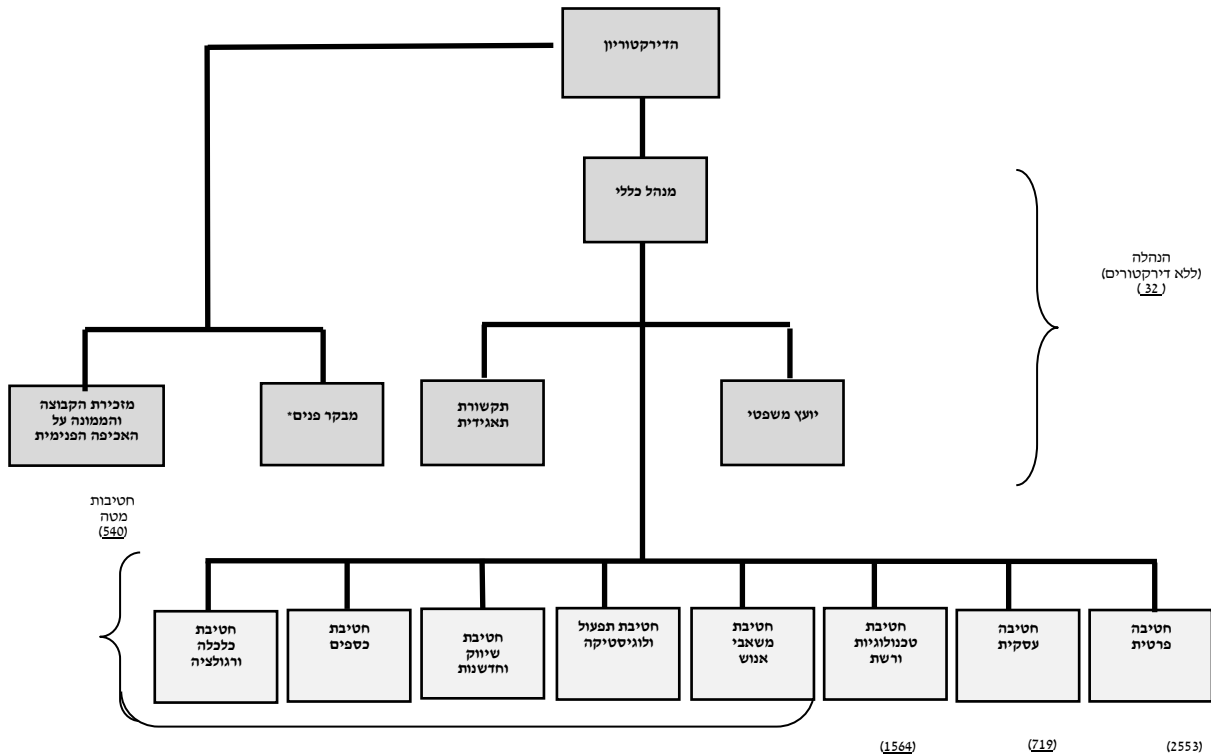 הדירקטוריון
מנהל כללי
הנהלה
(ללא דירקטורים)
(32)
יועץ משפטי
תקשורת
תאגידית
מבקר פנים*
מזכירת הקבוצה
והממונה על
האכיפה הפנימית
חטיבות
מטה
(540)
חטיבה
פרטית
חטיבה
עסקית
חטיבת
טכנולוגיות
ורשת
חטיבת
משאבי
אנוש
חטיבת תפעול
ולוגיסטיקה
חטיבת
שיווק
וחדשנות
חטיבת
כספים
חטיבת
כלכלה
ורגולציה
(2553)
(719)
(1564)